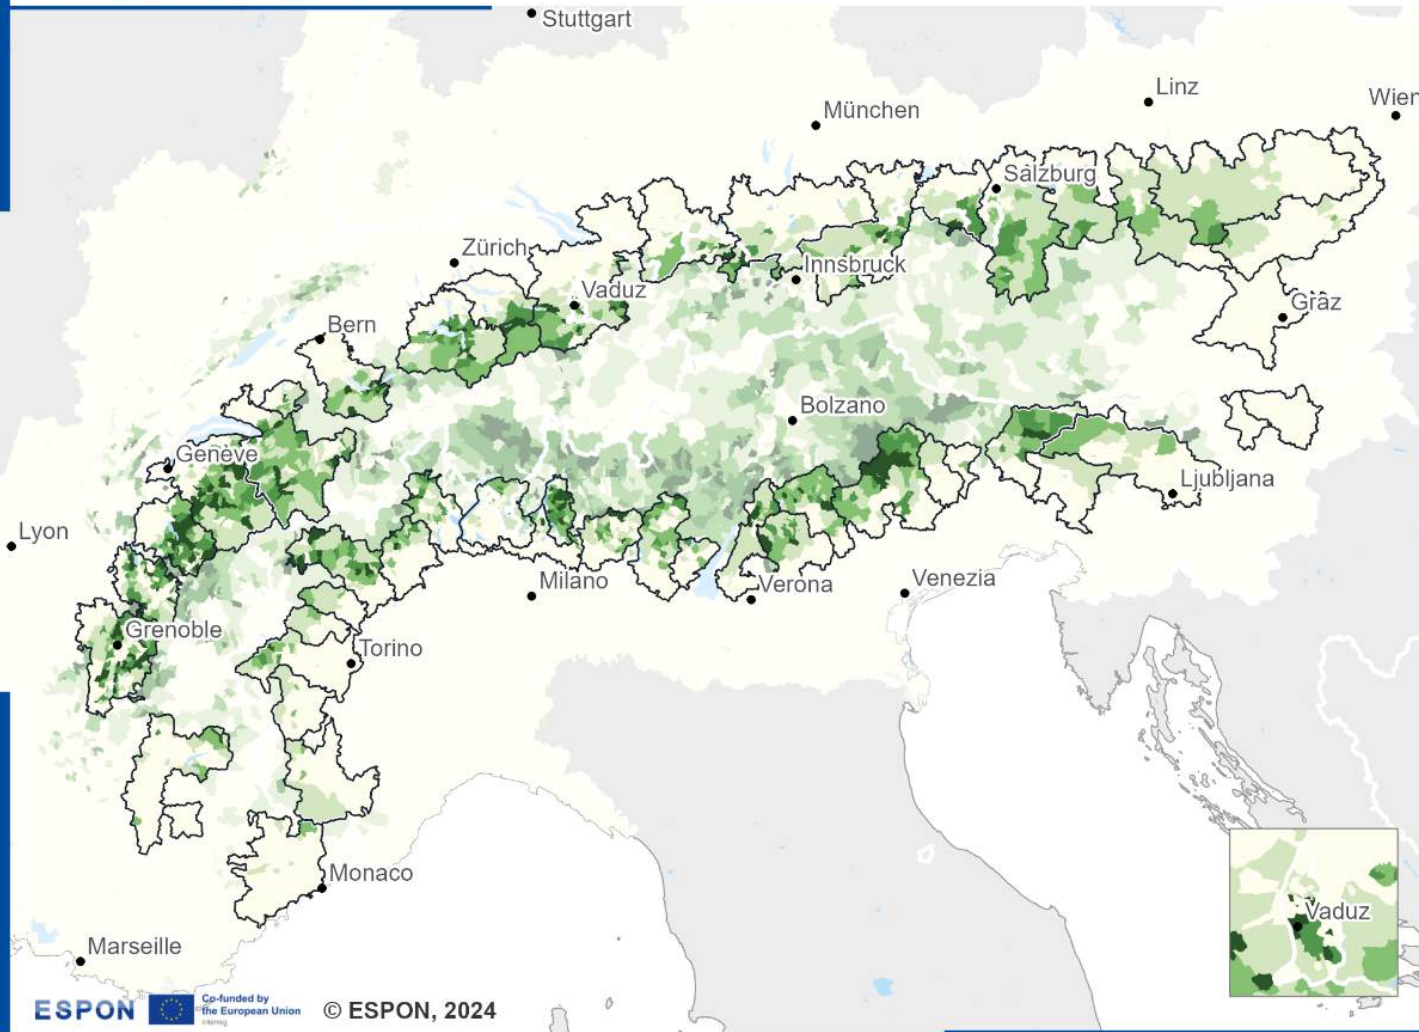 Stuttgart
Linz
Wien
München
Salzburg
Zürich
Innsbruck
Vaduz
Graz
Bern
Bolzano
Genève
Ljubljana
Lyon
Milano
Verona
Venezia
Grenoble
Torino
Monaco
Vaduz
Marseille
ESPON
Co-funded by
the European Union
Interreg
© ESPON, 2024